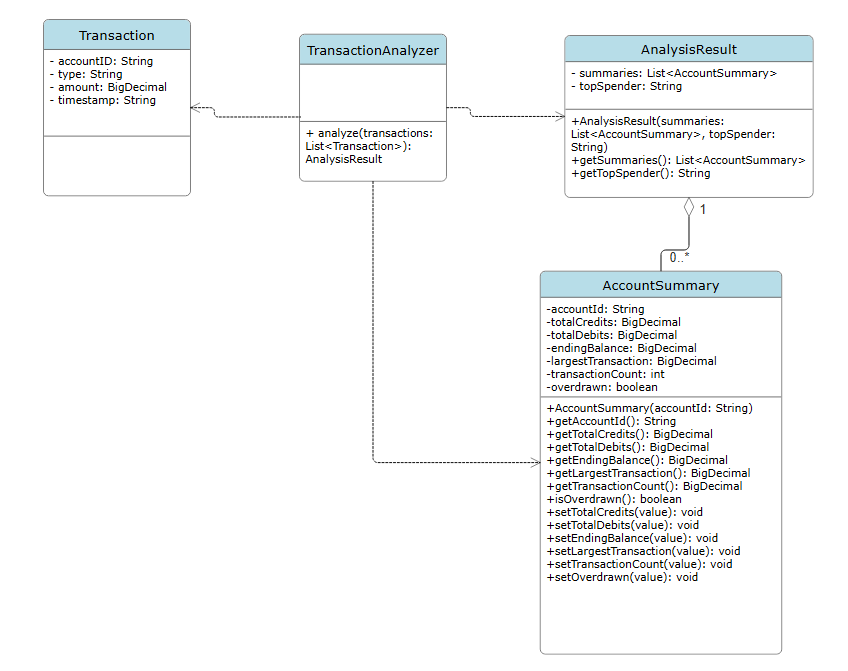 Transaction
- accountID: String
- type: String
- amount: BigDecimal
- timestamp: String
TransactionAnalyzer
+ analyze(transactions:
List<Transaction>):
AnalysisResult
AnalysisResult
- summaries: List<AccountSummary>
- topSpender: String
+AnalysisResult(summaries:
List<AccountSummary>, topSpender:
String)
+getSummaries(): List<AccountSummary>
+getTopSpender(): String
1
0..*
AccountSummary
-accountId: String
-totalCredits: BigDecimal
-totalDebits: BigDecimal
-endingBalance: BigDecimal
-largestTransaction: BigDecimal
-transactionCount: int
-overdrawn: boolean
+AccountSummary(accountId: String)
+getAccountId(): String
+getTotalCredits(): BigDecimal
+getTotalDebits(): BigDecimal
+getEndingBalance(): BigDecimal
+getLargestTransaction(): BigDecimal
+getTransactionCount(): BigDecimal
+isOverdrawn(): boolean
+setTotalCredits(value): void
+setTotalDebits(value): void
+setEndingBalance(value): void
+setLargestTransaction(value): void
+setTransactionCount(value): void
+setOverdrawn(value): void